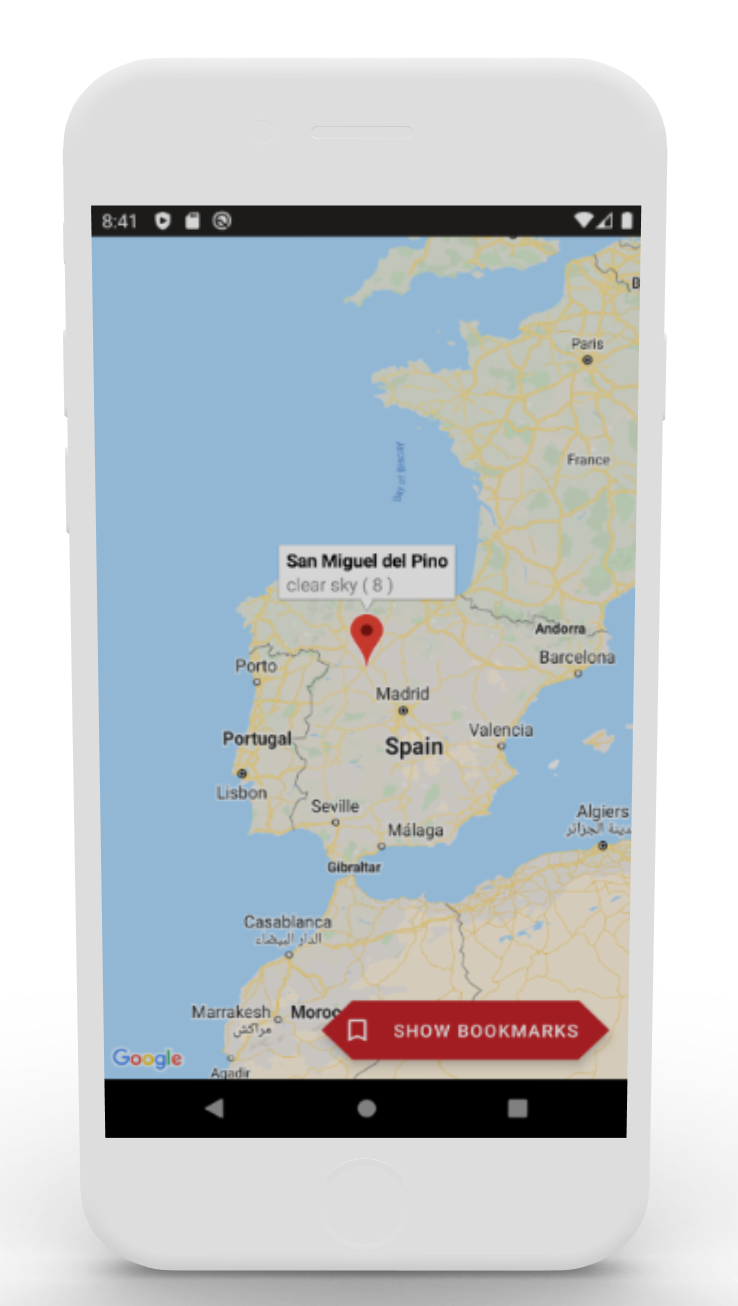 8:41
B
Paris
France
Bay of Biscay
San Miguel del Pino
clear sky ( 8 )
Andorra
Barcelona
Porto
Madrid
Valencia
Portugal
Spain
Lisbon
Seville
Algiers
Málaga
Gibraltar
Casablanca
الدار البيضاء
Marrakesh
مراكش
Moroc
SHOW BOOKMARKS
Google
Agadir